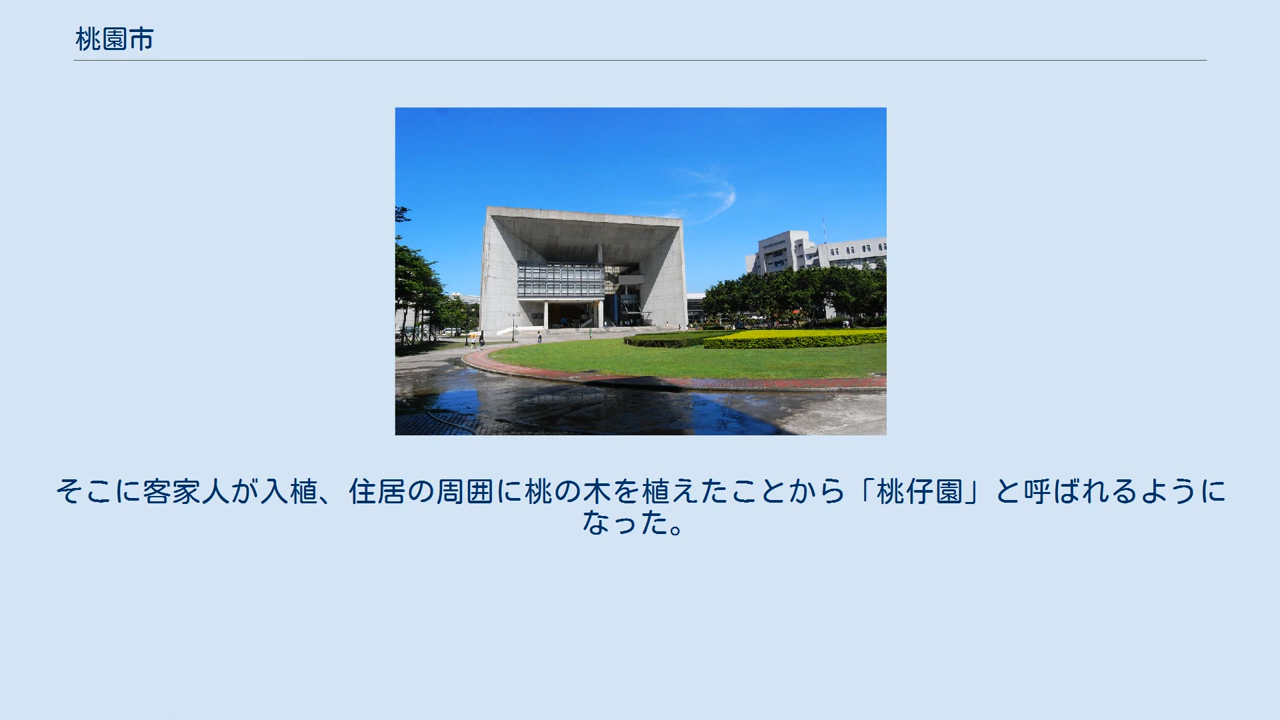 桃園市
そこに客家人が入植、住居の周囲に桃の木を植えたことから「桃仔園」と呼ばれるように
なった。